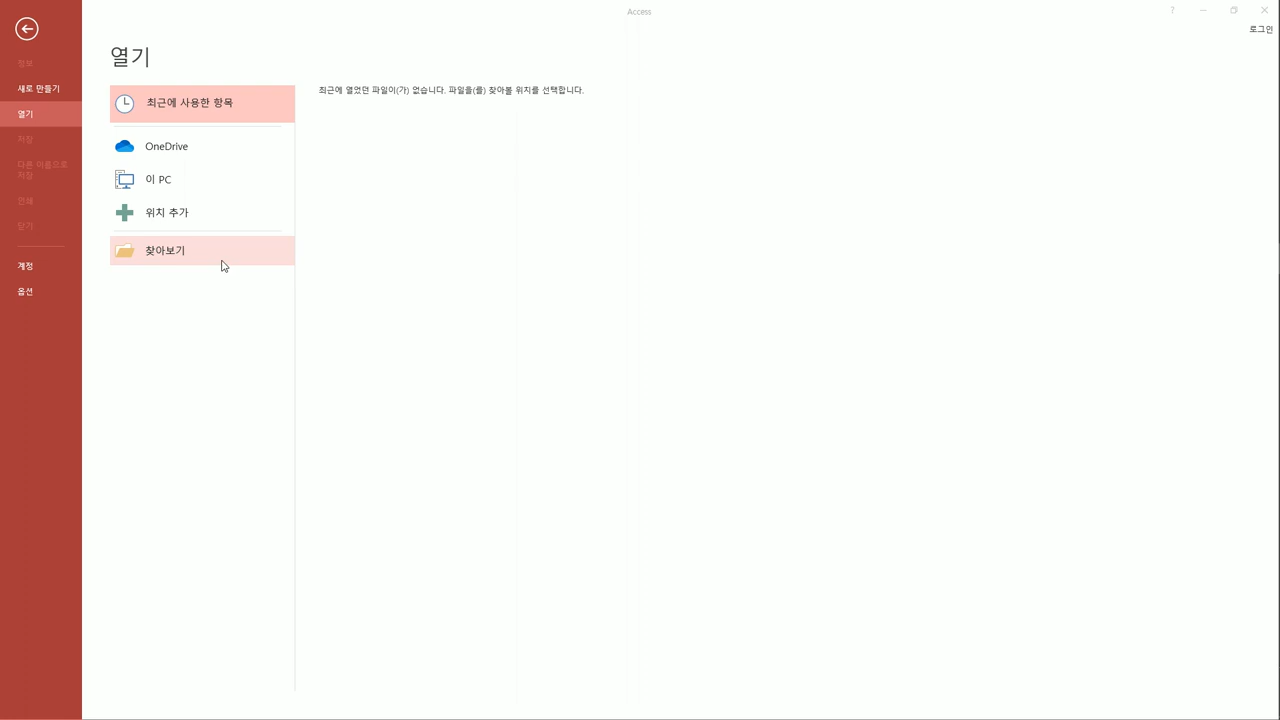 Access
?
로그인
정보
새로 만들기
열기
저장
다른 이름으로
저장
인쇄
닫기
계정
옵션
열기
최근에 사용한 항목
OneDrive
이 PC
위치 추가
찾아보기
최근에 열었던 파일이(가) 없습니다. 파일을(를) 찾아볼 위치를 선택합니다.